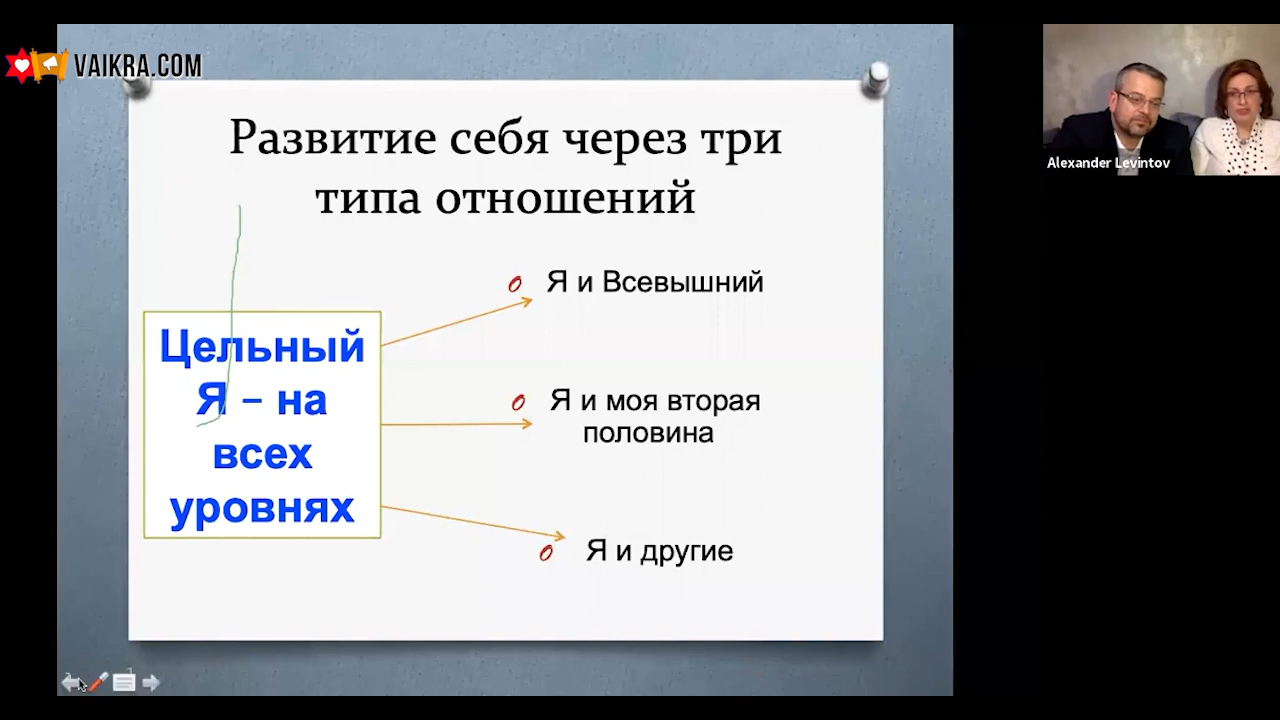 VAIKRA.COM
Развитие себя через три
типа отношений
Цельный
Я – на
всех
уровнях
Я и Всевышний
Я и моя вторая
половина
Я и другие
Alexander Levintov